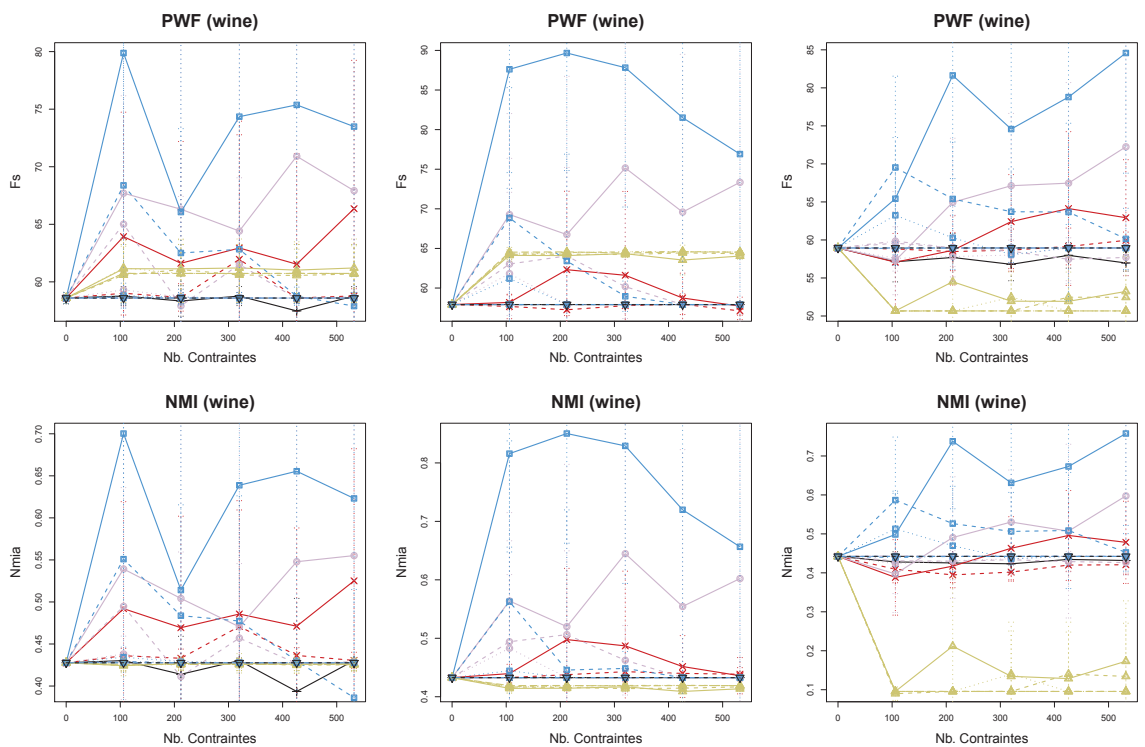 PWF (wine)
80
75
70
65
60
Fs
0 100 200 300 400 500
Nb. Contraintes
PWF (wine)
90
85
80
75
70
65
60
Fs
0 100 200 300 400 500
Nb. Contraintes
PWF (wine)
85
80
75
70
65
60
55
50
Fs
0 100 200 300 400 500
Nb. Contraintes
NMI (wine)
0.70
0.65
0.60
0.55
0.50
0.45
0.40
Nmia
0 100 200 300 400 500
Nb. Contraintes
NMI (wine)
0.8
0.7
0.6
0.5
0.4
Nmia
0 100 200 300 400 500
Nb. Contraintes
NMI (wine)
0.7
0.6
0.5
0.4
0.3
0.2
0.1
Nmia
0 100 200 300 400 500
Nb. Contraintes